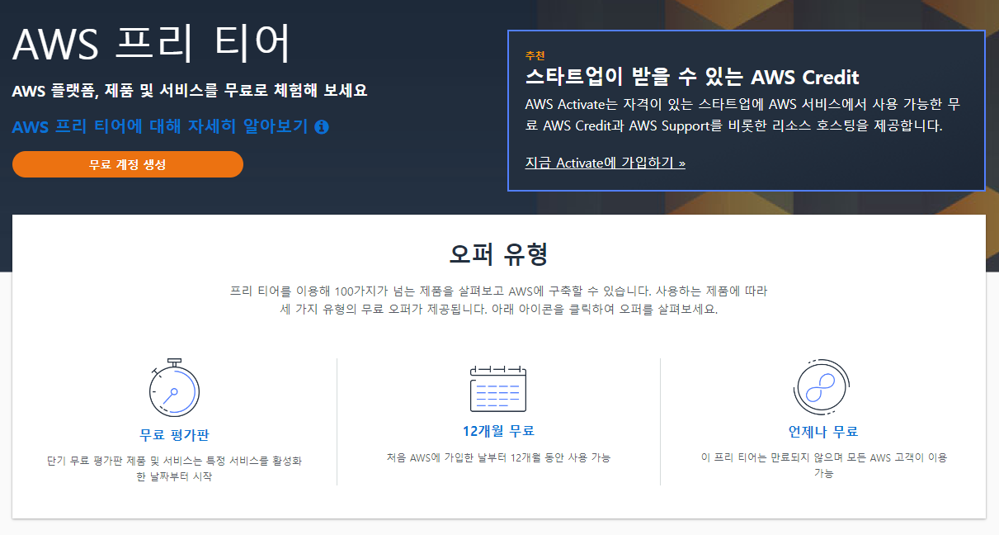 AWS 프리 티어
AWS 플랫폼, 제품 및 서비스를 무료로 체험해 보세요
AWS 프리 티어에 대해 자세히 알아보기
무료 계정 생성
추천
스타트업이 받을 수 있는 AWS Credit
AWS Activate는 자격이 있는 스타트업에 AWS 서비스에서 사용 가능한 무
료 AWS Credit과 AWS Support를 비롯한 리소스 호스팅을 제공합니다.
지금 Activate에 가입하기 »
오퍼 유형
프리 티어를 이용해 100가지가 넘는 제품을 살펴보고 AWS에 구축할 수 있습니다. 사용하는 제품에 따라
세 가지 유형의 무료 오퍼가 제공됩니다. 아래 아이콘을 클릭하여 오퍼를 살펴보세요.
무료 평가판
단기 무료 평가판 제품 및 서비스는 특정 서비스를 활성화
한 날짜부터 시작
12개월 무료
처음 AWS에 가입한 날부터 12개월 동안 사용 가능
언제나 무료
이 프리 티어는 만료되지 않으며 모든 AWS 고객이 이용
가능